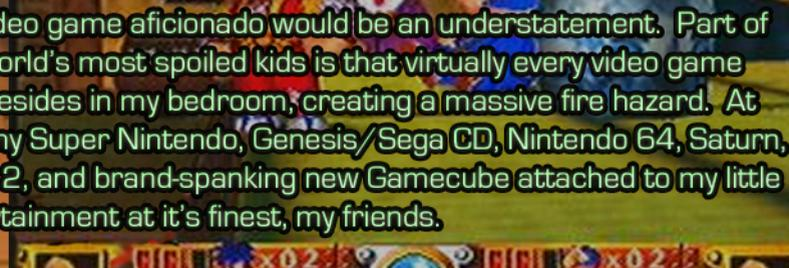 deo game aficionado would be an understatement.  Part of
orld's most spoiled kids is that virtually every video game
esides in my bedroom, creating a massive fire hazard.  At
ny Super Nintendo, Genesis/Sega CD, Nintendo 64, Saturn,
2, and brand-spanking new Gamecube attached to my little
tainment at it's finest, my friends.
x02 x02